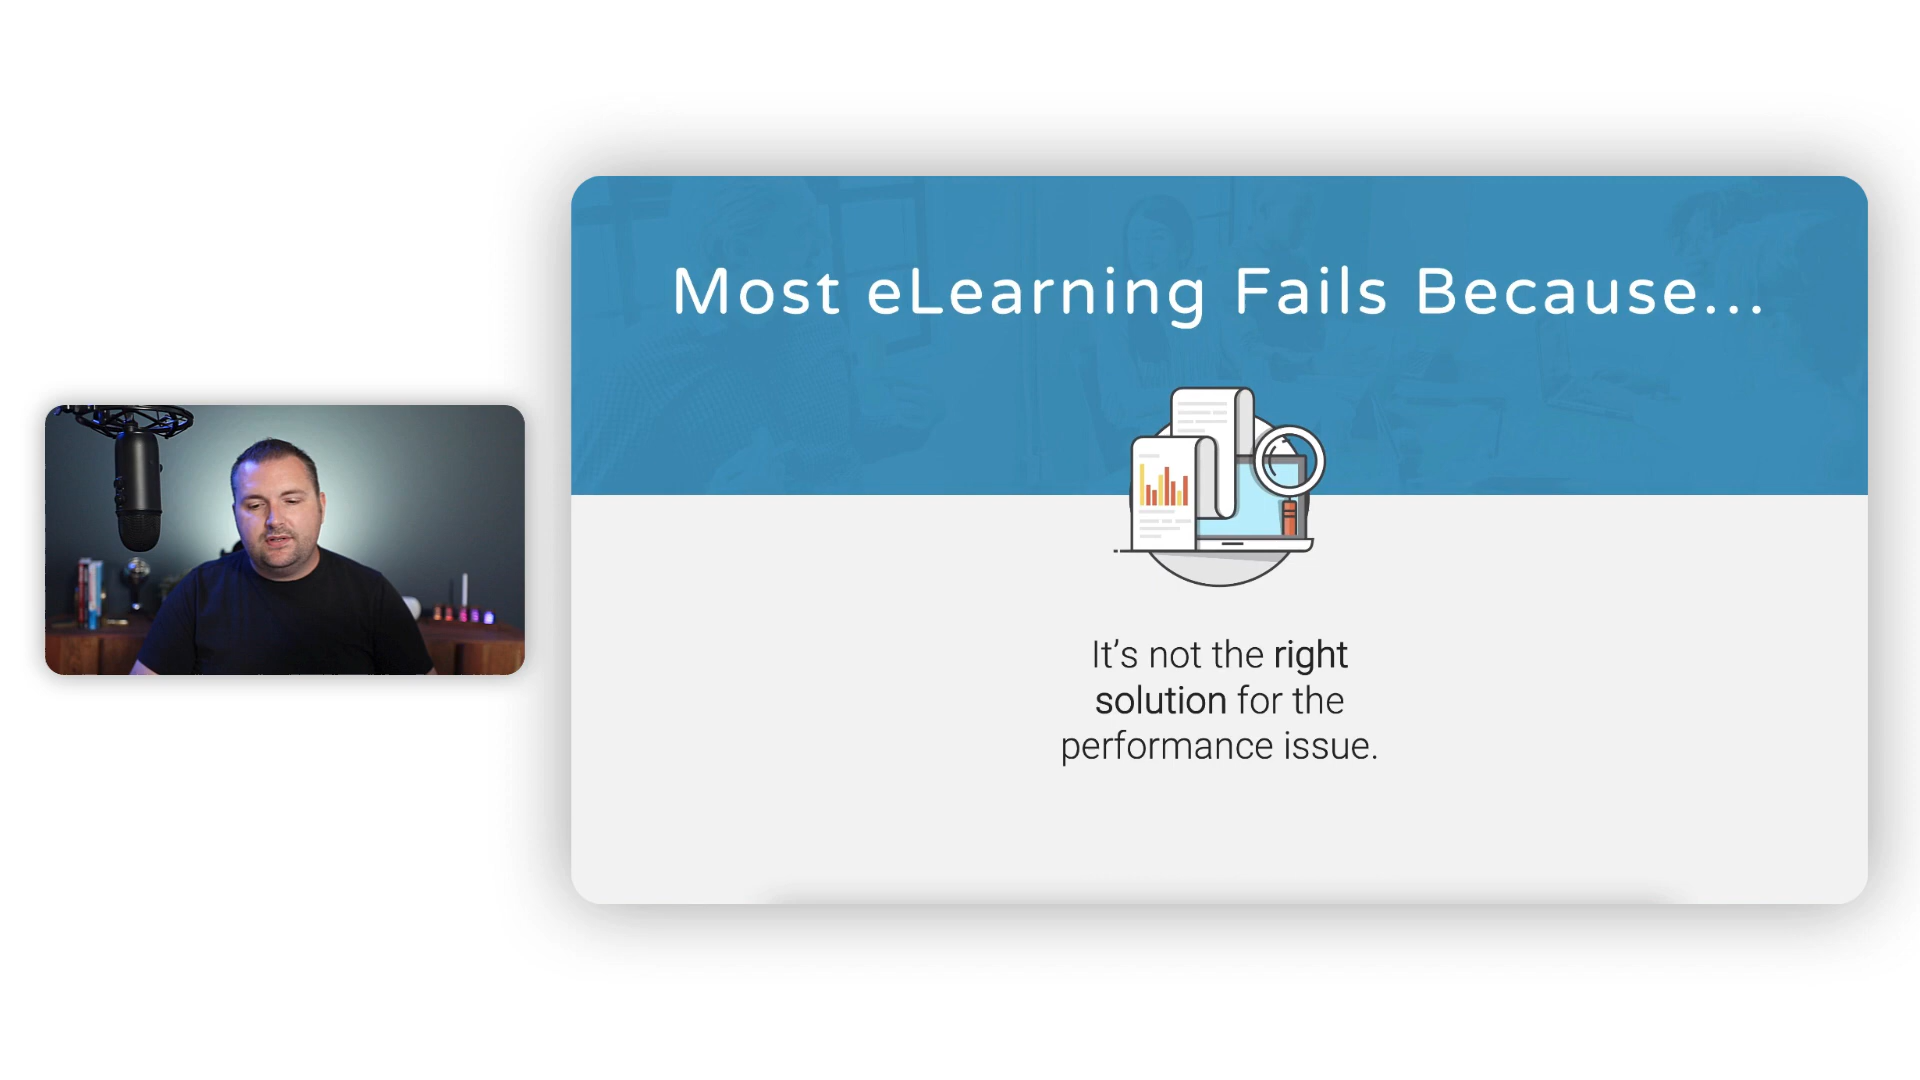 Most eLearning Fails Because...
It's not the right
solution for the
performance issue.